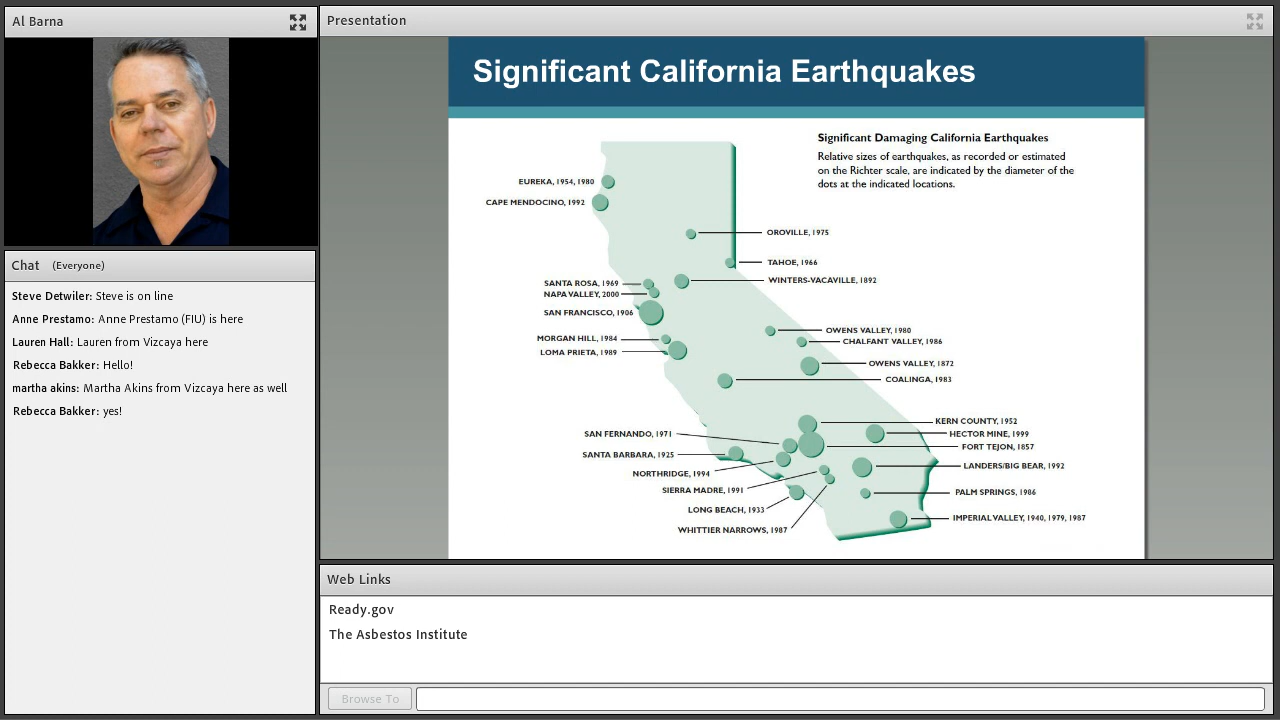 Al Barna
Presentation
Significant California Earthquakes
Significant Damaging California Earthquakes
Relative sizes of earthquakes, as recorded or estimated
on the Richter scale, are indicated by the diameter of the
dots at the indicated locations.
EUREKA, 1954, 1980
CAPE MENDOCINO, 1992
OROVILLE, 1975
TAHOE, 1966
WINTERS-VACAVILLE, 1892
SANTA ROSA, 1969
NAPA VALLEY, 2000
SAN FRANCISCO, 1906
MORGAN HILL, 1984
LOMA PRIETA, 1989
OWENS VALLEY, 1980
CHALFANT VALLEY, 1986
OWENS VALLEY, 1872
COALINGA, 1983
KERN COUNTY, 1952
HECTOR MINE, 1999
FORT TEJON, 1857
LANDERS/BIG BEAR, 1992
PALM SPRINGS, 1986
IMPERIAL VALLEY, 1940, 1979, 1987
SAN FERNANDO, 1971
SANTA BARBARA, 1925
NORTHRIDGE, 1994
SIERRA MADRE, 1991
LONG BEACH, 1933
WHITTIER NARROWS, 1987
Chat (Everyone)
Steve Detwiler: Steve is on line
Anne Prestamo: Anne Prestamo (FIU) is here
Lauren Hall: Lauren from Vizcaya here
Rebecca Bakker: Hello!
martha akins: Martha Akins from Vizcaya here as well
Rebecca Bakker: yes!
Web Links
Ready.gov
The Asbestos Institute
Browse To